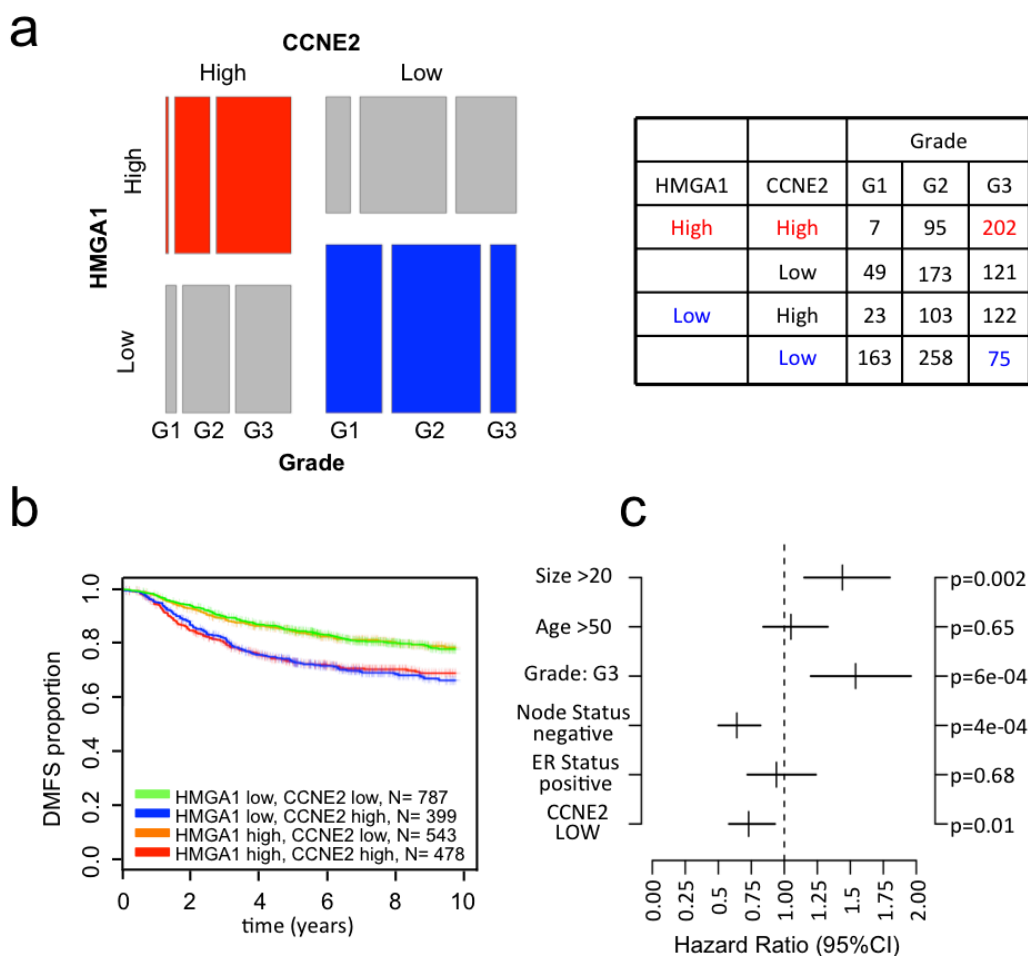 a
CCNE2
High Low
HMGA1
High
Low
G1 G2 G3 G1 G2 G3
Grade
Grade
HMGA1 CCNE2 G1 G2 G3
High High 7 95 202
Low 49 173 121
Low High 23 103 122
Low 163 258 75
b
DMFS proportion
1.0
0.8
0.6
0.4
0.2
0.0
HMGA1 low, CCNE2 low, N= 787
HMGA1 low, CCNE2 high, N= 399
HMGA1 high, CCNE2 low, N= 543
HMGA1 high, CCNE2 high, N= 478
0 2 4 6 8 10
time (years)
c
Size >20 p=0.002
Age >50 p=0.65
Grade: G3 p=6e-04
Node Status
negative p=4e-04
ER Status
positive p=0.68
CCNE2
LOW p=0.01
0.00 0.25 0.5 0.75 1.00 1.25 1.5 1.75 2.00
Hazard Ratio (95%CI)